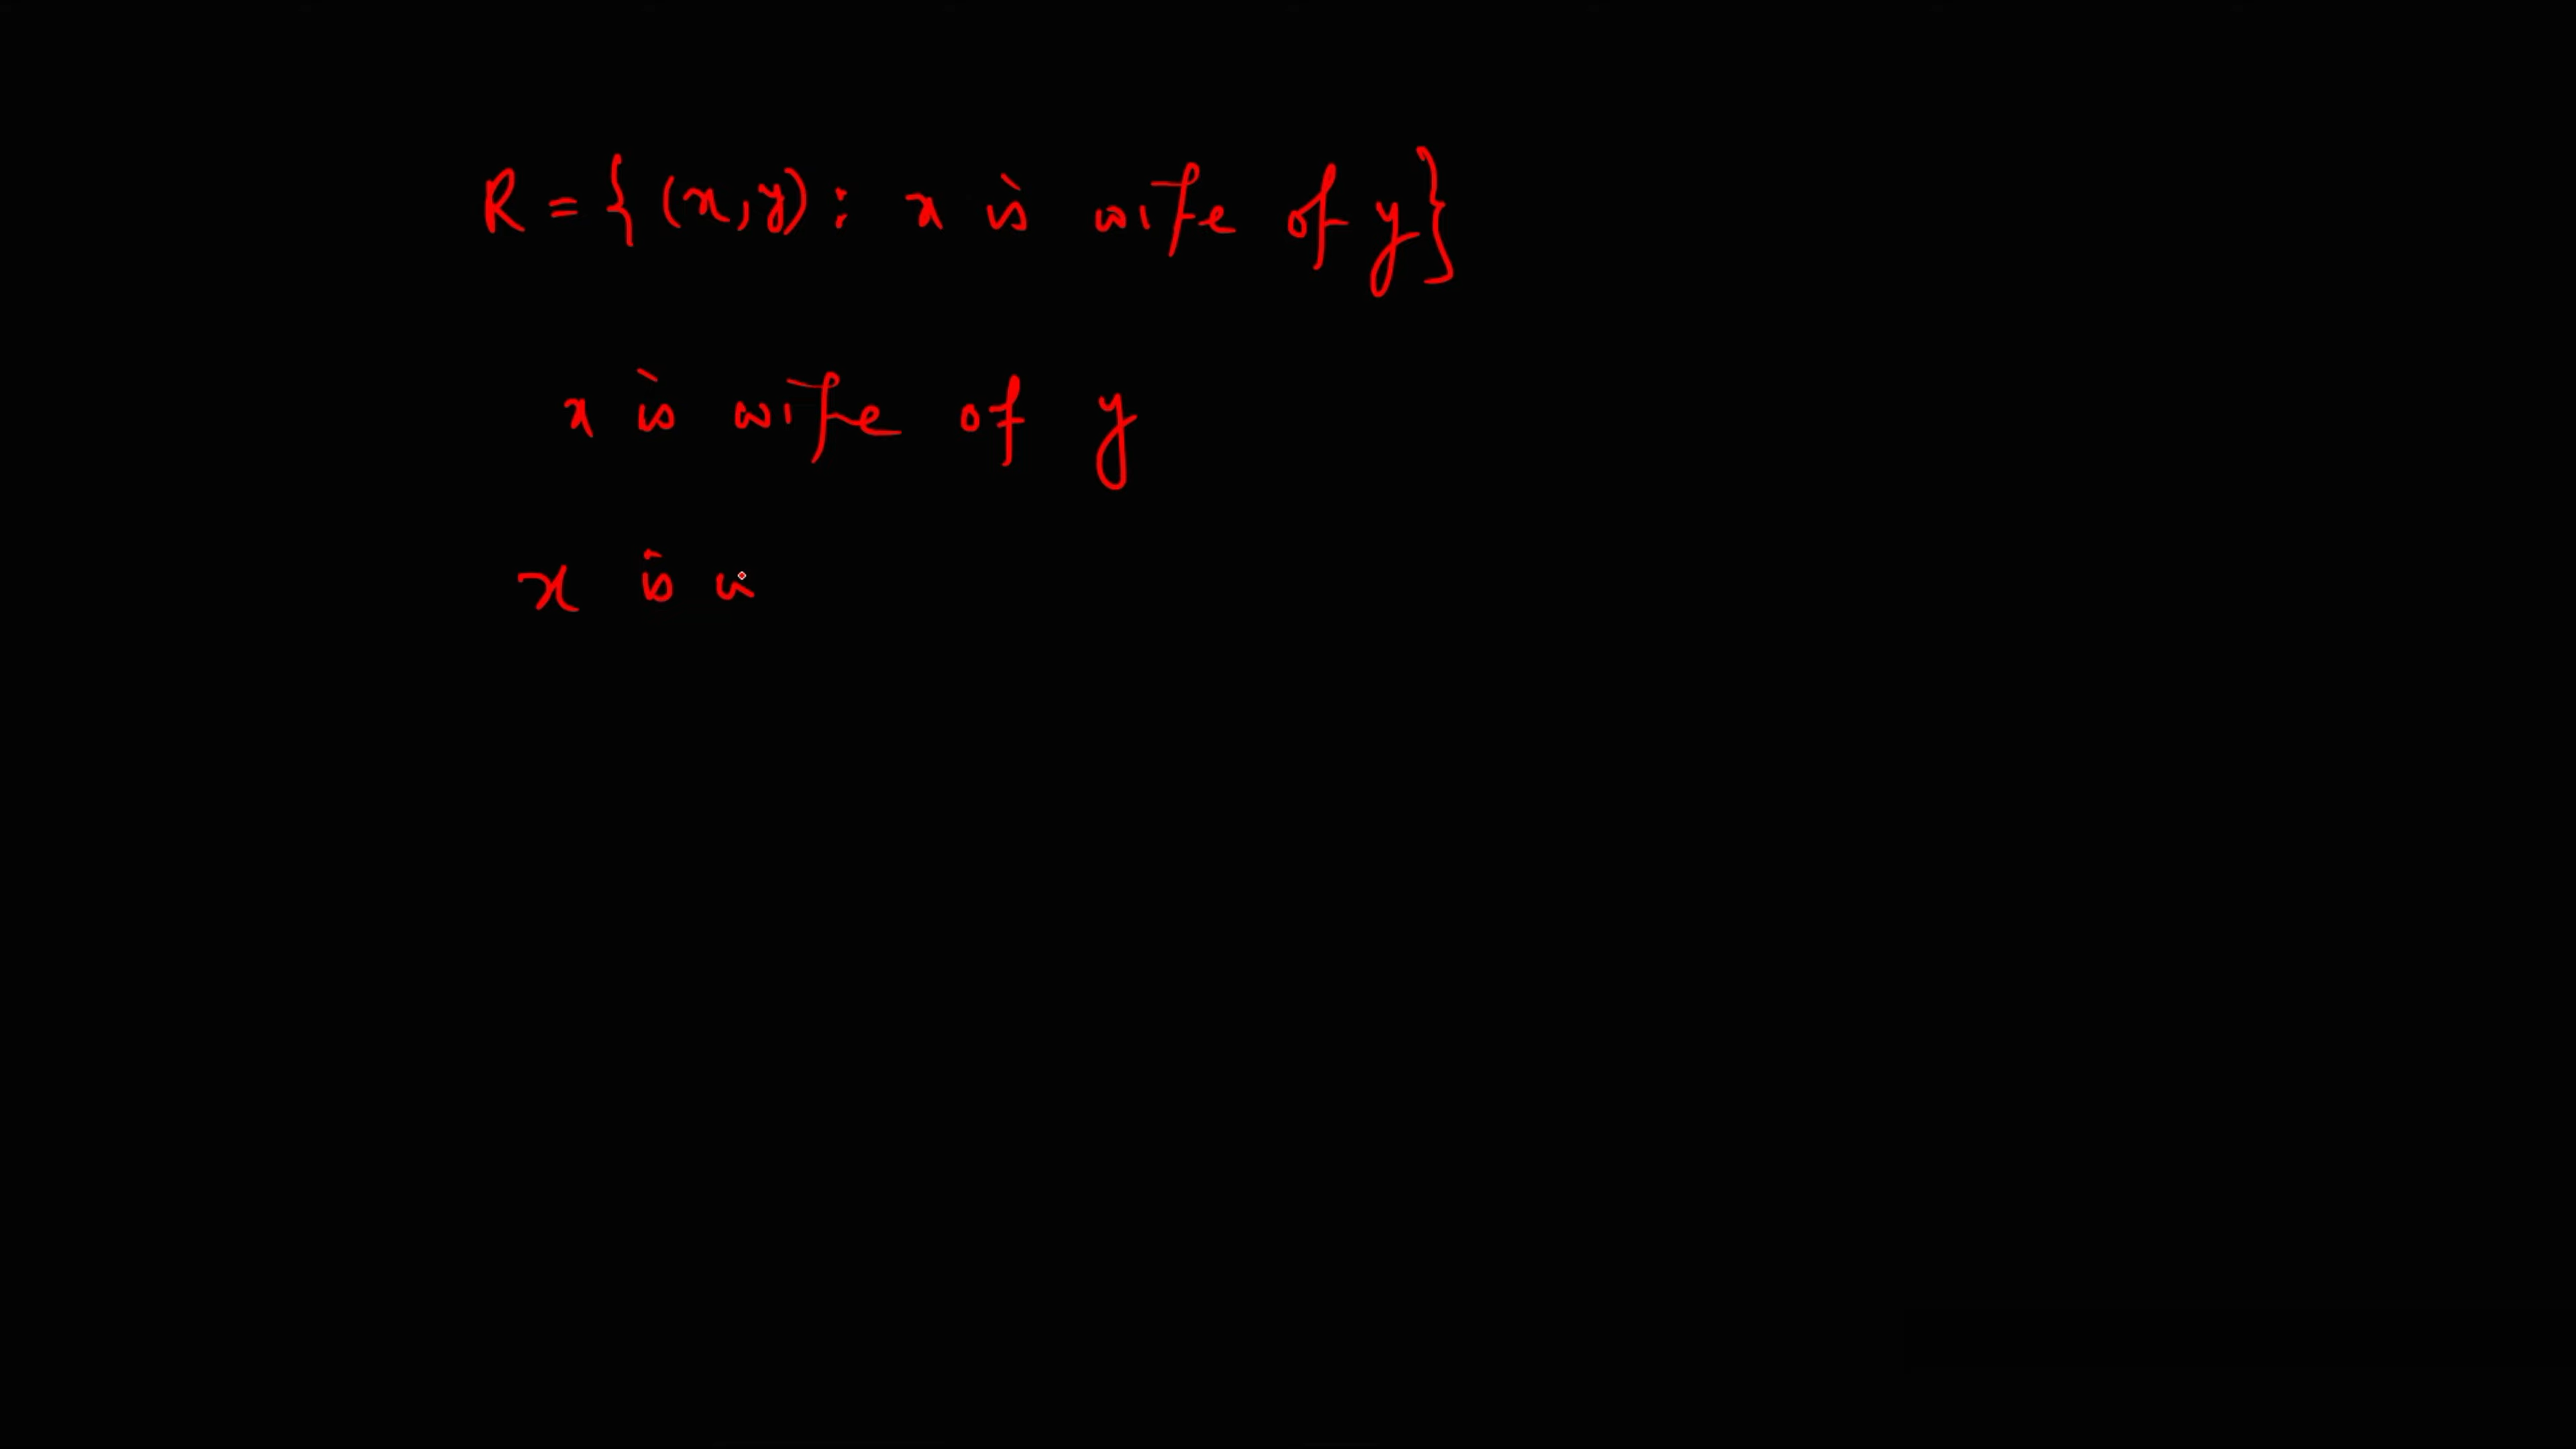 R = { (x, y) : x is wife of y}
x is wife of y
x is